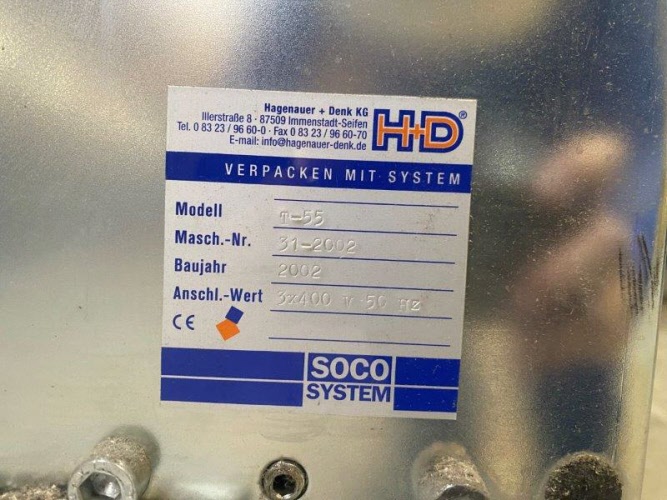 Hagenauer + Denk KG
Illerstraße 8 · 87509 Immenstadt-Seifen
Tel. 0 83 23 / 96 60-0 · Fax 0 83 23 / 96 60-70
E-mail: info@hagenauer-denk.de
H+D®
VERPACKEN MIT SYSTEM
Modell T-55
Masch.-Nr. 31-2002
Baujahr 2002
Anschl.-Wert 3x400 V 50 Hz
CE
SOCO
SYSTEM